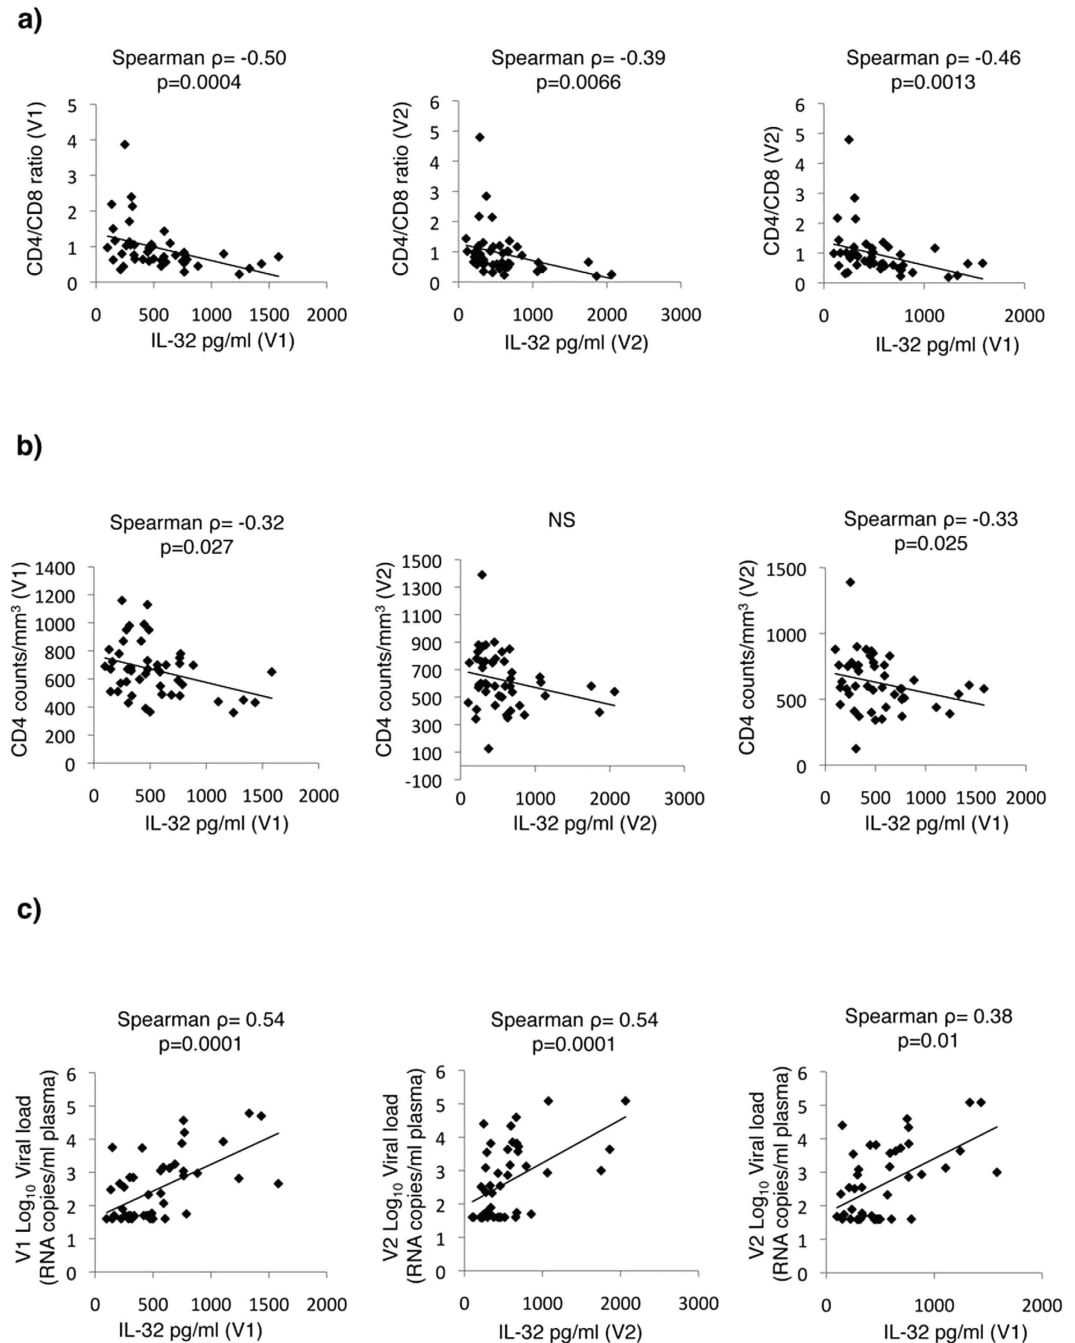 a)
Spearman ρ= -0.50
p=0.0004
CD4/CD8 ratio (V1)
5
4
3
2
1
0
0 500 1000 1500 2000
IL-32 pg/ml (V1)
Spearman ρ= -0.39
p=0.0066
CD4/CD8 ratio (V2)
6
5
4
3
2
1
0
0 1000 2000 3000
IL-32 pg/ml (V2)
Spearman ρ= -0.46
p=0.0013
CD4/CD8 (V2)
6
5
4
3
2
1
0
0 1000 2000
IL-32 pg/ml (V1)
b)
Spearman ρ= -0.32
p=0.027
CD4 counts/mm³ (V1)
1400
1200
1000
800
600
400
200
0
0 500 1000 1500 2000
IL-32 pg/ml (V1)
NS
CD4 counts/mm³ (V2)
1500
1300
1100
900
700
500
300
100
-100
0 1000 2000 3000
IL-32 pg/ml (V2)
Spearman ρ= -0.33
p=0.025
CD4 counts/mm³ (V2)
1500
1000
500
0
0 500 1000 1500 2000
IL-32 pg/ml (V1)
c)
Spearman ρ= 0.54
p=0.0001
V1 Log₁₀ Viral load
(RNA copies/ml plasma)
6
5
4
3
2
1
0
0 500 1000 1500 2000
IL-32 pg/ml (V1)
Spearman ρ= 0.54
p=0.0001
V2 Log₁₀ Viral load
(RNA copies/ml plasma)
6
5
4
3
2
1
0
0 1000 2000 3000
IL-32 pg/ml (V2)
Spearman ρ= 0.38
p=0.01
V2 Log₁₀ Viral load
(RNA copies/ml plasma)
6
5
4
3
2
1
0
0 1000 2000
IL-32 pg/ml (V1)